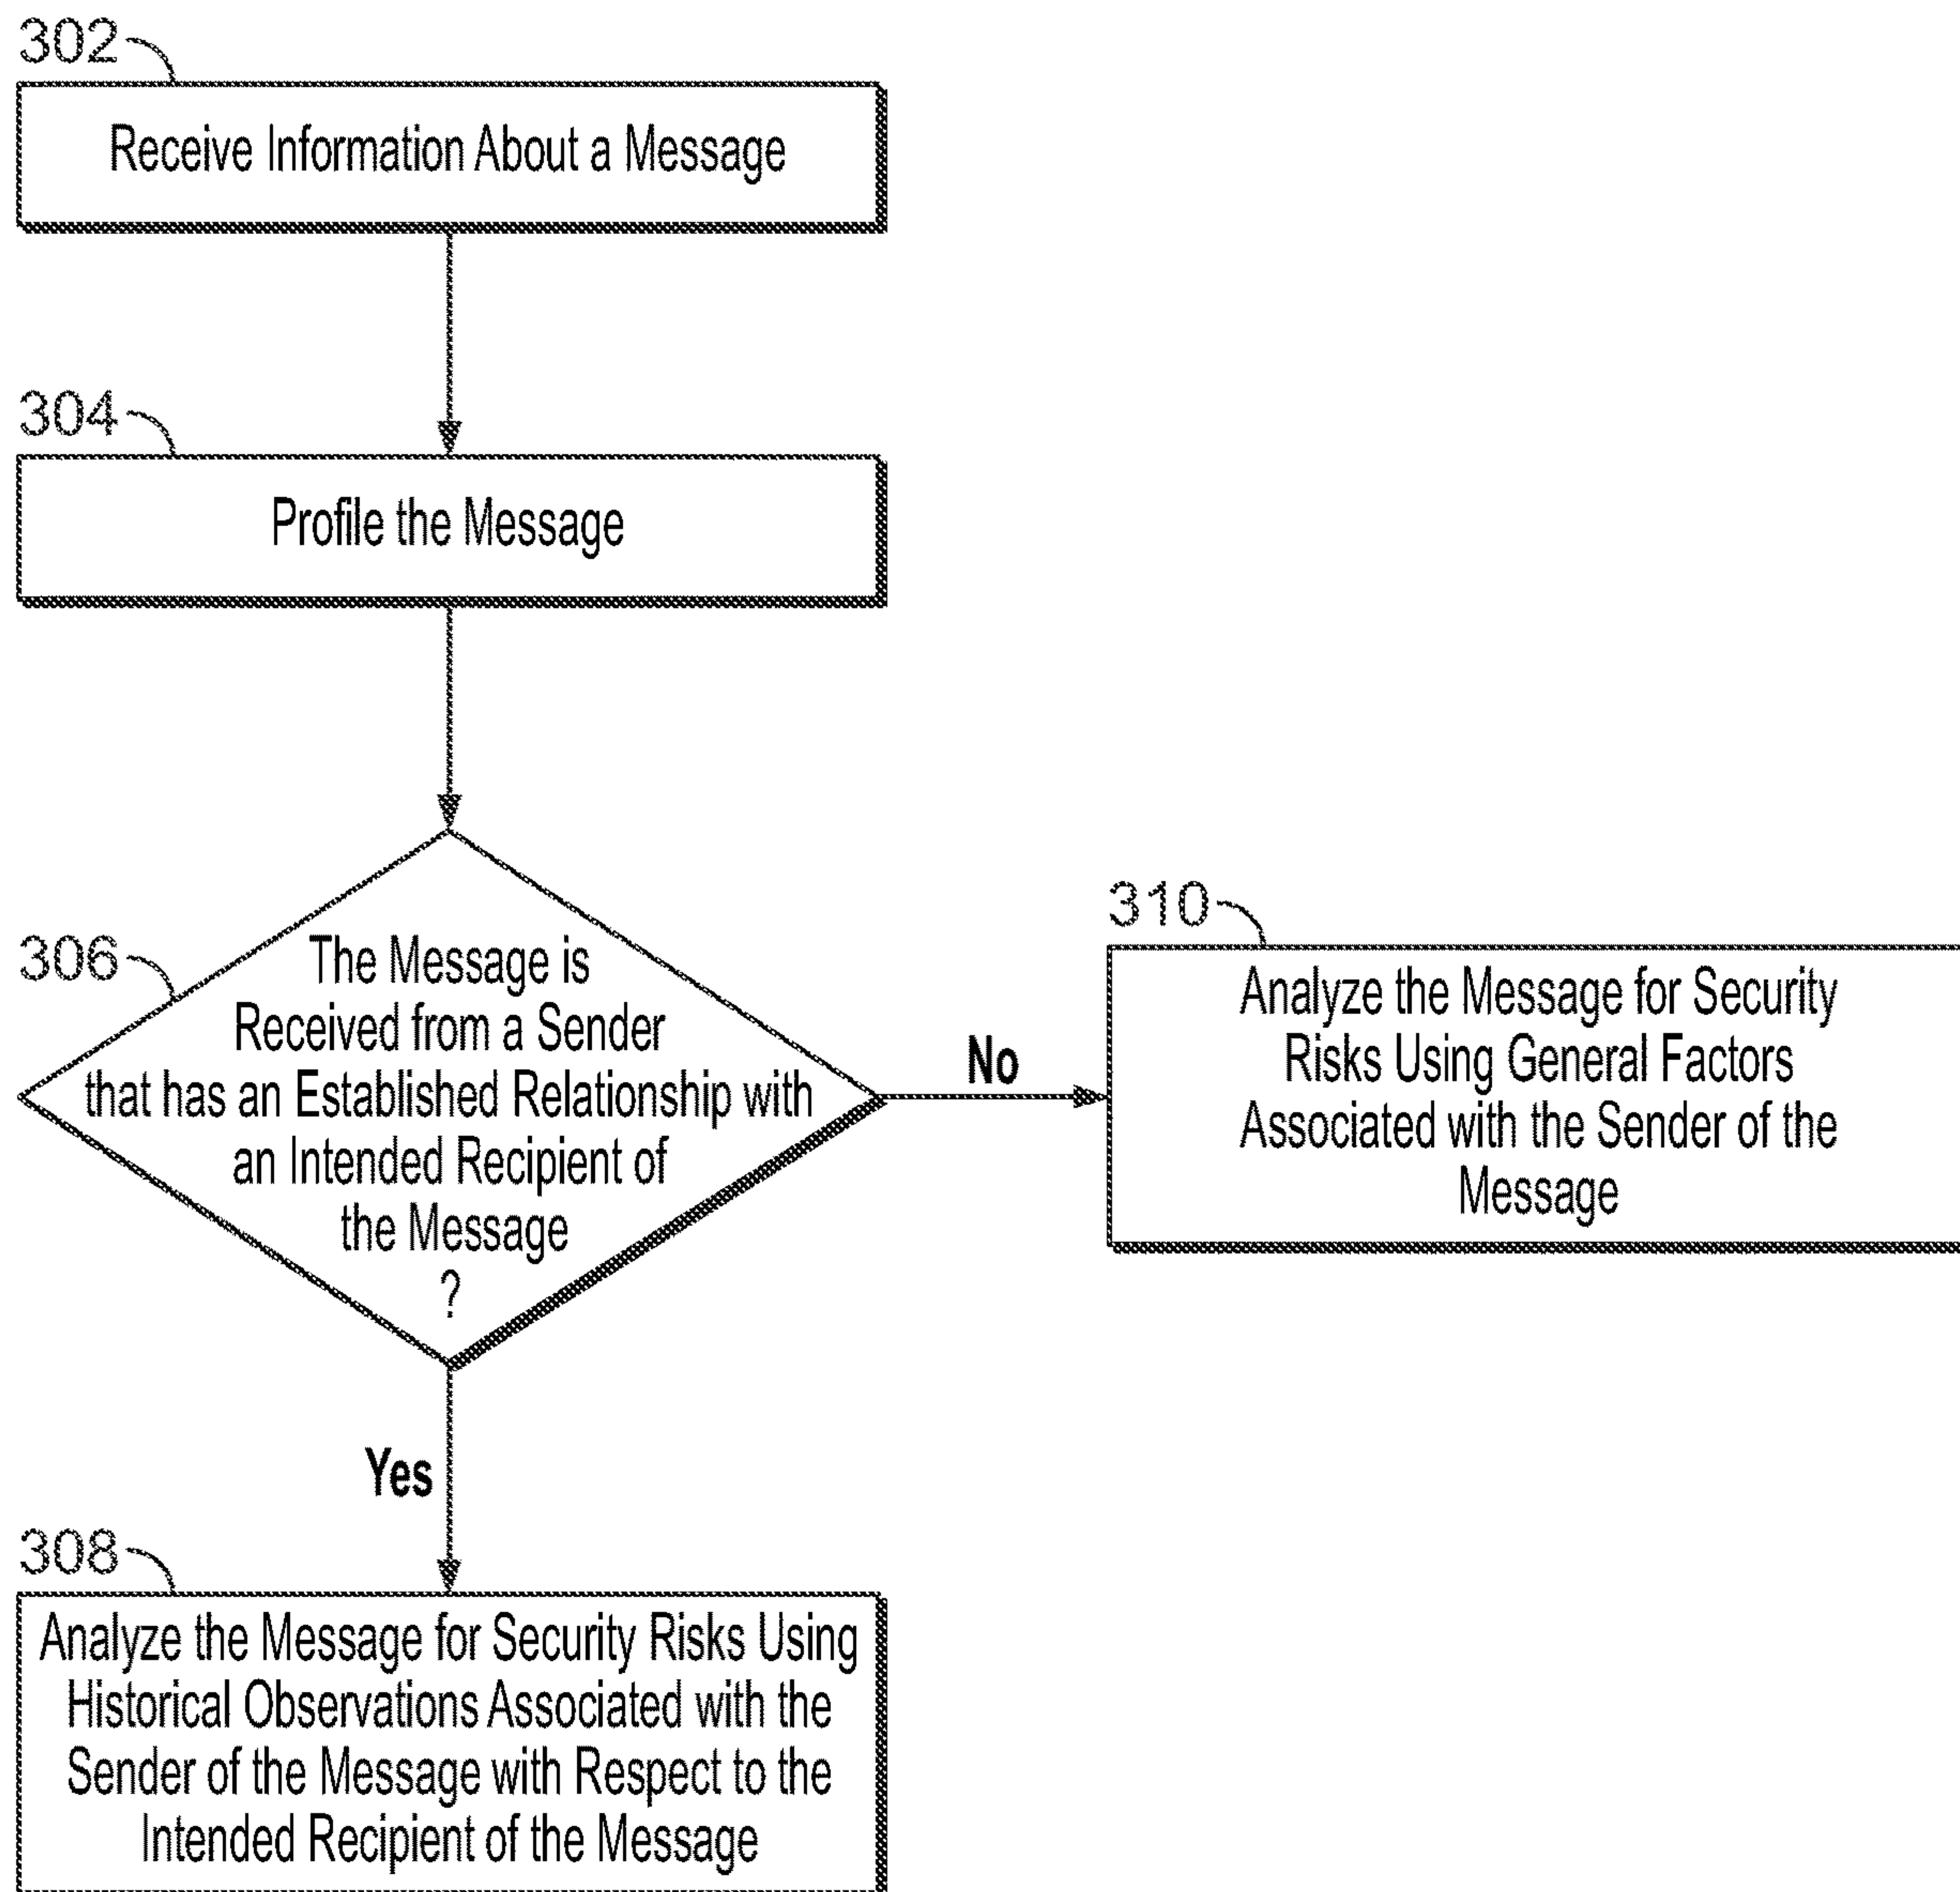 302
Receive Information About a Message
304
Profile the Message
306
The Message is
Received from a Sender
that has an Established Relationship with
an Intended Recipient of
the Message
?
No
310
Analyze the Message for Security
Risks Using General Factors
Associated with the Sender of the
Message
Yes
308
Analyze the Message for Security Risks Using
Historical Observations Associated with the
Sender of the Message with Respect to the
Intended Recipient of the Message